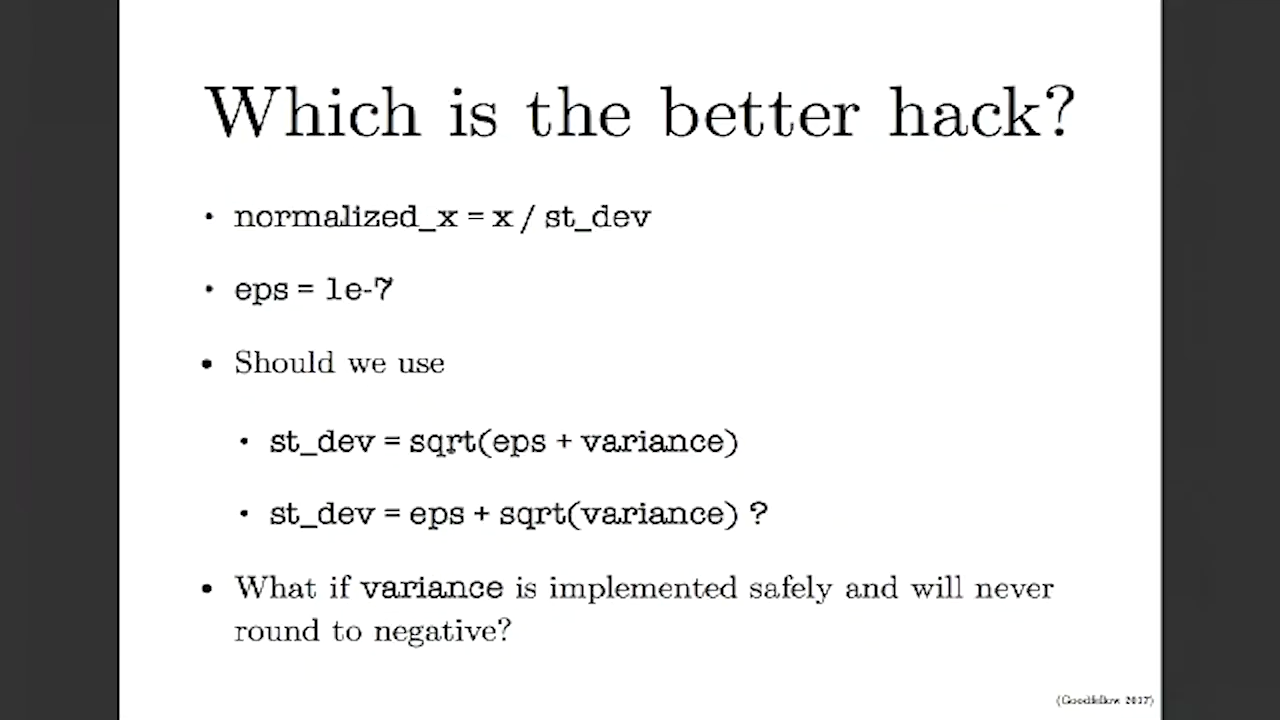 Which is the better hack?
• normalized_x = x / st_dev
• eps = 1e-7
• Should we use
• st_dev = sqrt(eps + variance)
• st_dev = eps + sqrt(variance) ?
• What if variance is implemented safely and will never
round to negative?
(Goodfellow 2017)